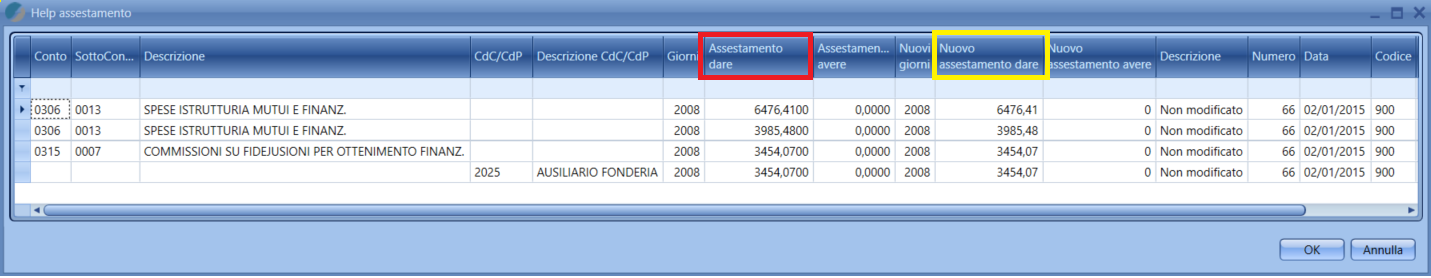 Help assestamento
Conto SottoCon... Descrizione CdC/CdP Descrizione CdC/CdP Giorni Assestamento dare Assestamen... avere Nuovi giorni Nuovo assestamento dare Nuovo assestamento avere Descrizione Numero Data Codice
0306 0013 SPESE ISTRUTTURIA MUTUI E FINANZ. 2008 6476,4100 0,0000 2008 6476,41 0 Non modificato 66 02/01/2015 900
0306 0013 SPESE ISTRUTTURIA MUTUI E FINANZ. 2008 3985,4800 0,0000 2008 3985,48 0 Non modificato 66 02/01/2015 900
0315 0007 COMMISSIONI SU FIDEJUSIONI PER OTTENIMENTO FINANZ. 2008 3454,0700 0,0000 2008 3454,07 0 Non modificato 66 02/01/2015 900
2025 AUSILIARIO FONDERIA 2008 3454,0700 0,0000 2008 3454,07 0 Non modificato 66 02/01/2015 900
OK Annulla